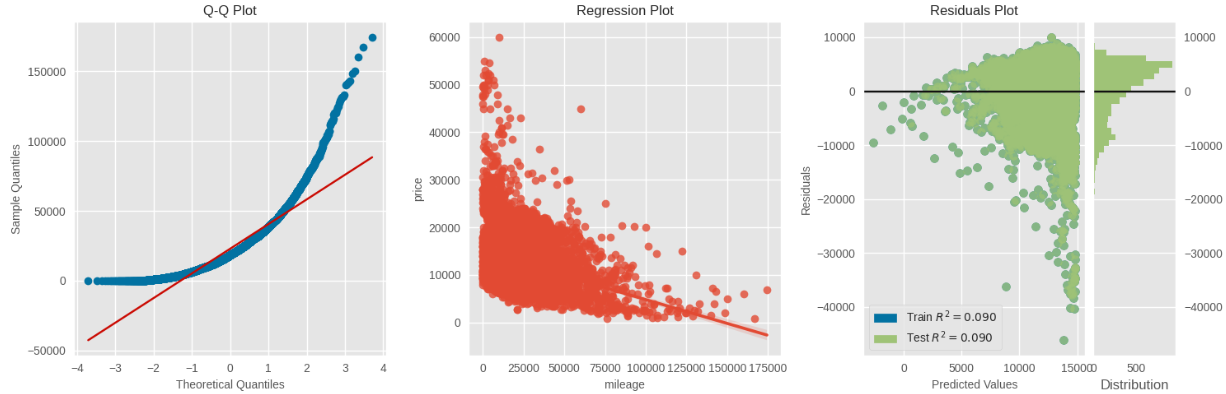 Q-Q Plot
Sample Quantiles
150000
100000
50000
0
−50000
−4 −3 −2 −1 0 1 2 3 4
Theoretical Quantiles
Regression Plot
price
60000
50000
40000
30000
20000
10000
0
0 25000 50000 75000 100000 125000 150000 175000
mileage
Residuals Plot
Residuals
10000
0
−10000
−20000
−30000
−40000
Train R² = 0.090
Test R² = 0.090
0 5000 10000 15000
Predicted Values
10000
0
−10000
−20000
−30000
−40000
500
Distribution